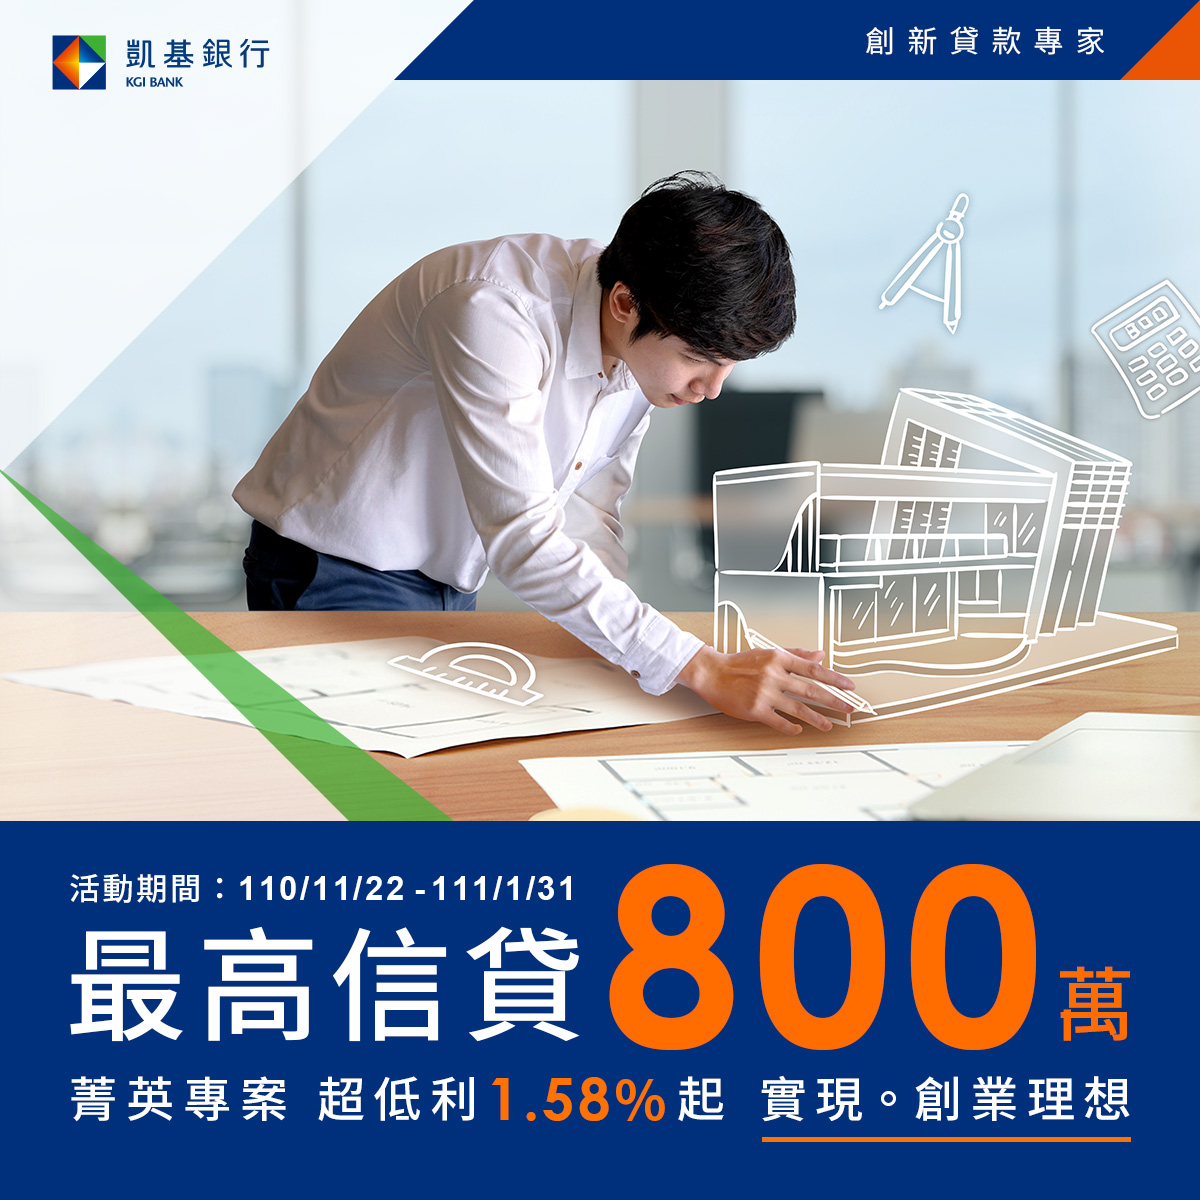 凱基銀行
KGI BANK
創新貸款專家
800
活動期間：110/11/22 - 111/1/31
最高信貸800萬
菁英專案 超低利1.58%起 實現。創業理想